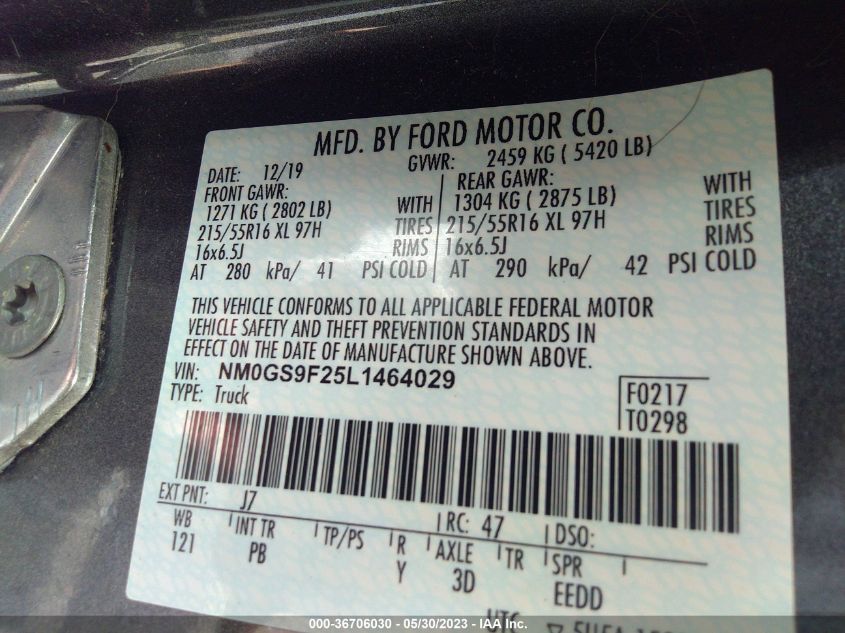 MFD. BY FORD MOTOR CO.
DATE: 12/19 GVWR: 2459 KG ( 5420 LB)
FRONT GAWR: REAR GAWR:
1271 KG ( 2802 LB) WITH 1304 KG ( 2875 LB) WITH
215/55R16 XL 97H TIRES 215/55R16 XL 97H TIRES
16x6.5J RIMS 16x6.5J RIMS
AT 280 kPa/ 41 PSI COLD AT 290 kPa/ 42 PSI COLD
THIS VEHICLE CONFORMS TO ALL APPLICABLE FEDERAL MOTOR
VEHICLE SAFETY AND THEFT PREVENTION STANDARDS IN
EFFECT ON THE DATE OF MANUFACTURE SHOWN ABOVE.
VIN: NM0GS9F25L1464029
TYPE: Truck
F0217
T0298
EXT PNT: J7 RC: 47 DSO:
WB INT TR TP/PS R AXLE TR SPR
121 PB Y 3D EEDD
UTC
000-36706030 - 05/30/2023 - IAA Inc.